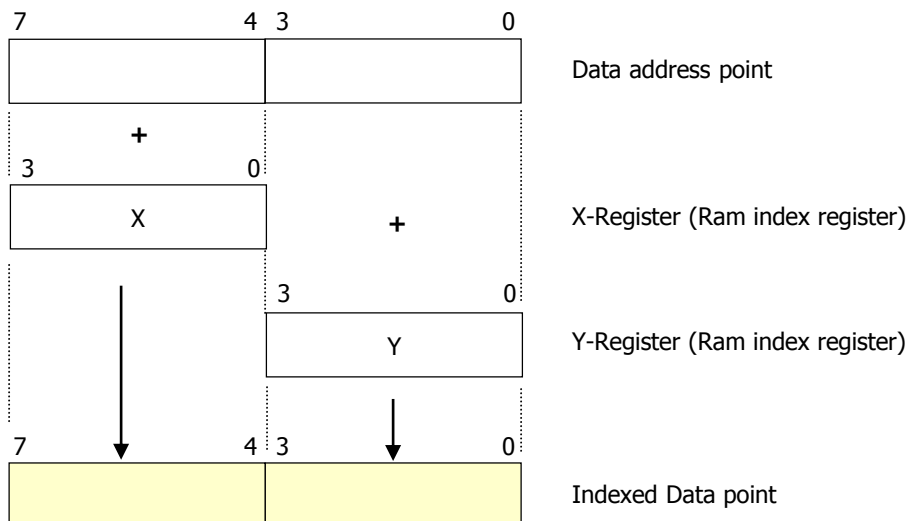 7 4 3 0
Data address point
+
3 0
X
X-Register (Ram index register)
+
3 0
Y
Y-Register (Ram index register)
7 4 3 0
Indexed Data point